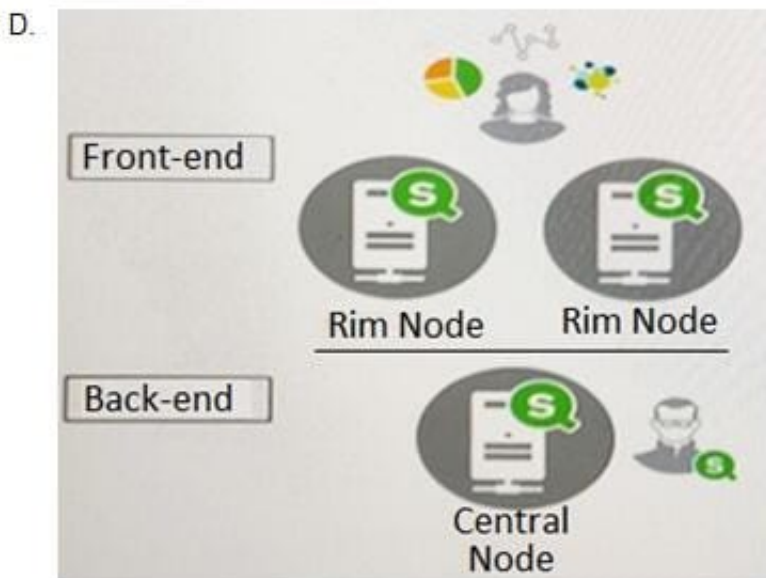 D.
Front-end
S
S
Rim Node
Rim Node
Back-end
S
S
Central
Node